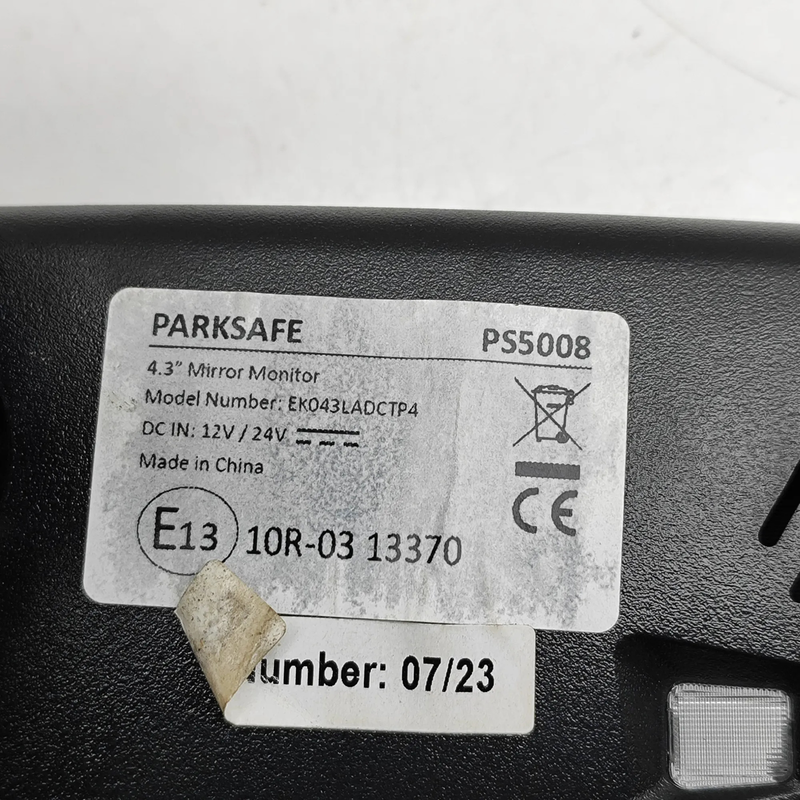 PARKSAFE PS5008
4.3" Mirror Monitor
Model Number: EK043LADCTP4
DC IN: 12V / 24V
Made in China
CE
E13 10R-03 13370
07/23